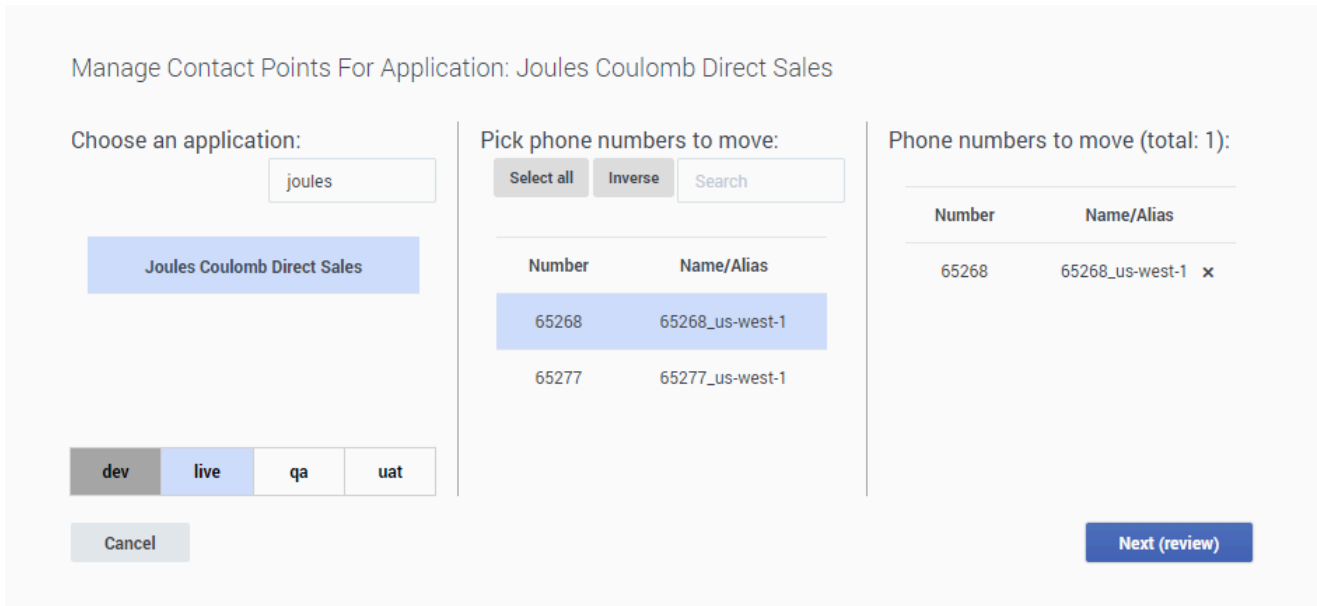 Manage Contact Points For Application: Joules Coulomb Direct Sales
Choose an application:
joules
Joules Coulomb Direct Sales
dev live qa uat
Pick phone numbers to move:
Select all Inverse Search
Number Name/Alias
65268 65268_us-west-1
65277 65277_us-west-1
Phone numbers to move (total: 1):
Number Name/Alias
65268 65268_us-west-1 ×
Cancel
Next (review)